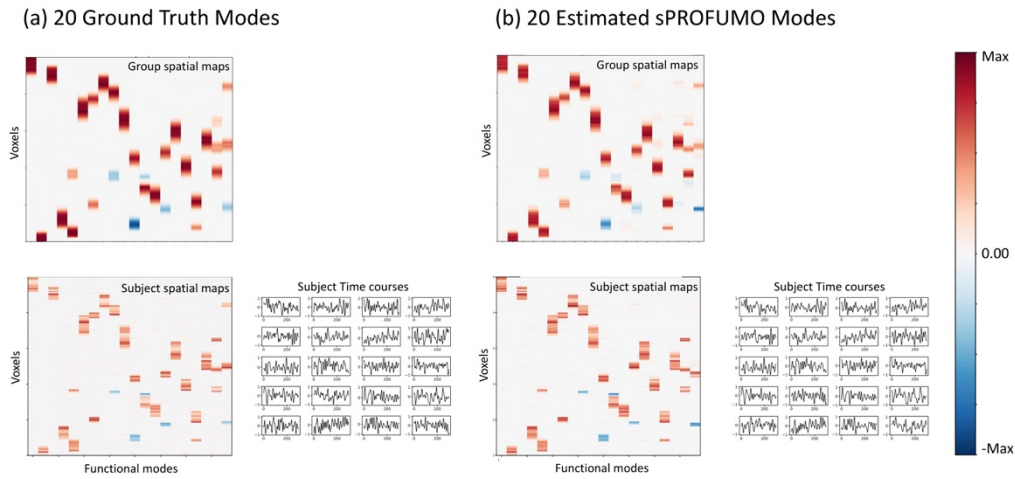 (a) 20 Ground Truth Modes
(b) 20 Estimated sPROFUMO Modes
Group spatial maps
Voxels
Group spatial maps
Voxels
Max
0.00
-Max
Subject spatial maps
Voxels
Functional modes
Subject Time courses
Subject spatial maps
Voxels
Functional modes
Subject Time courses